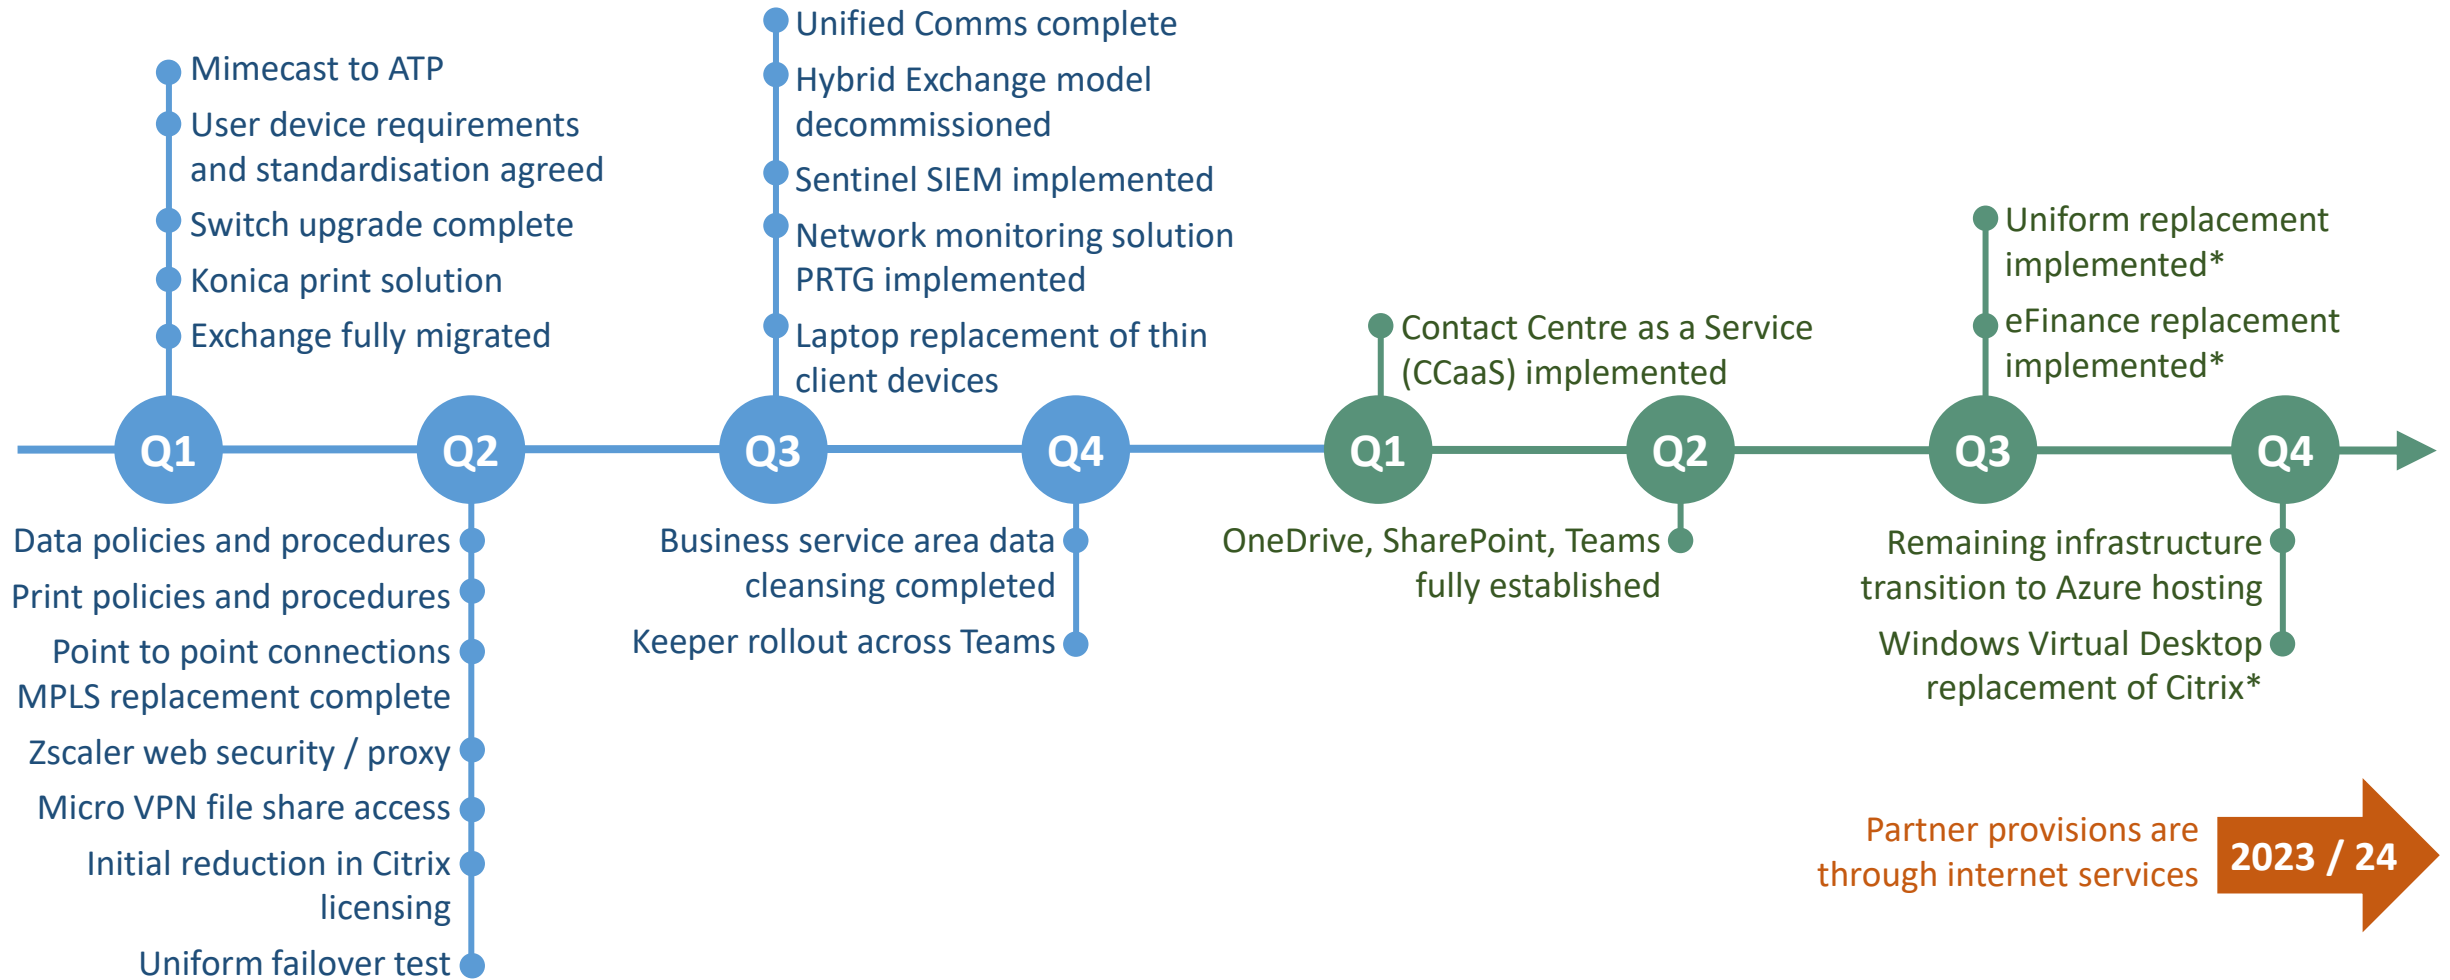 Mimecast to ATP
User device requirements
and standardisation agreed
Switch upgrade complete
Konica print solution
Exchange fully migrated
Unified Comms complete
Hybrid Exchange model
decommissioned
Sentinel SIEM implemented
Network monitoring solution
PRTG implemented
Laptop replacement of thin
client devices
Contact Centre as a Service
(CCaaS) implemented
Uniform replacement
implemented*
eFinance replacement
implemented*
Q1
Q2
Q3
Q4
Q1
Q2
Q3
Q4
Data policies and procedures
Print policies and procedures
Point to point connections
MPLS replacement complete
Zscaler web security / proxy
Micro VPN file share access
Initial reduction in Citrix
licensing
Uniform failover test
Business service area data
cleansing completed
Keeper rollout across Teams
OneDrive, SharePoint, Teams
fully established
Remaining infrastructure
transition to Azure hosting
Windows Virtual Desktop
replacement of Citrix*
Partner provisions are
through internet services
2023 / 24